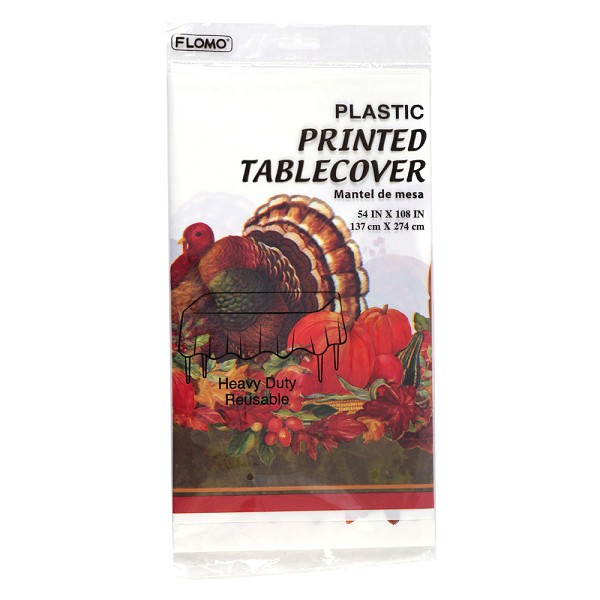 FLOMO®
PLASTIC
PRINTED
TABLECOVER
Mantel de mesa
54 IN X 108 IN
137 cm X 274 cm
Heavy Duty
Reusable